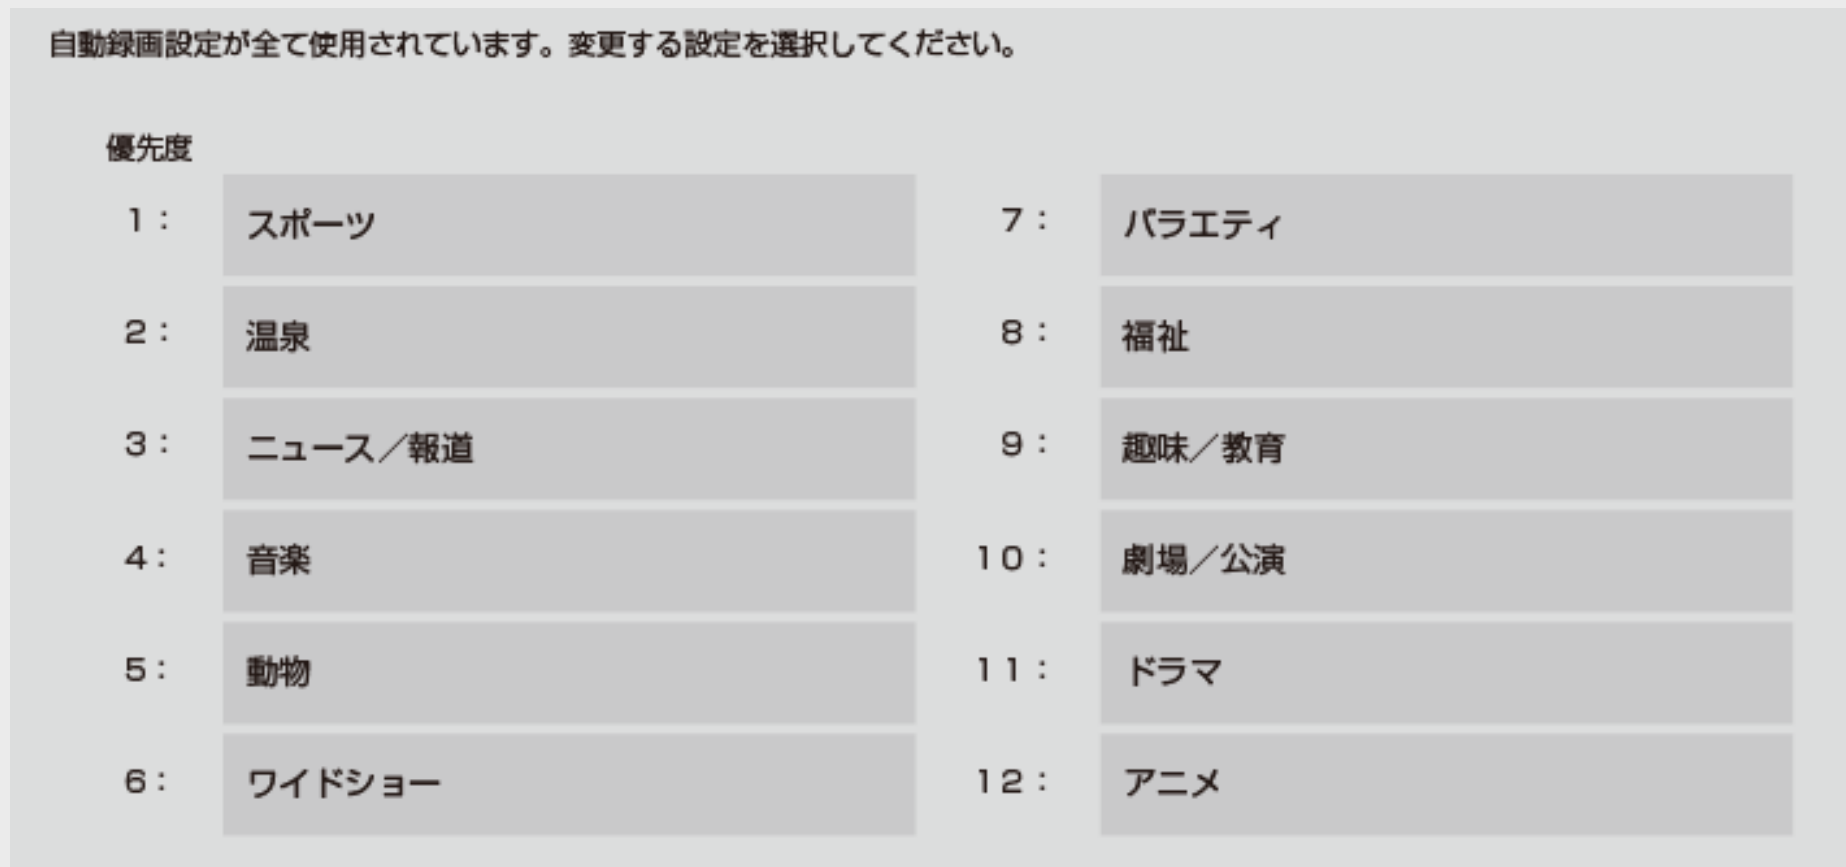 自動録画設定が全て使用されています。変更する設定を選択してください。
優先度
1： スポーツ
2： 温泉
3： ニュース／報道
4： 音楽
5： 動物
6： ワイドショー
7： バラエティ
8： 福祉
9： 趣味／教育
10： 劇場／公演
11： ドラマ
12： アニメ